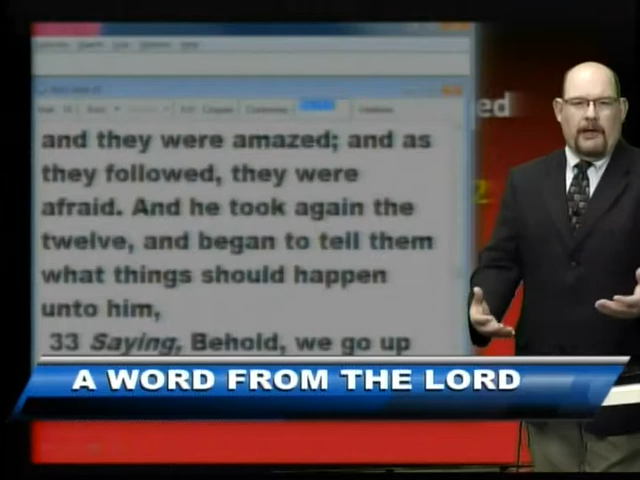 ed
and they were amazed; and as
they followed, they were
afraid. And he took again the
twelve, and began to tell them
what things should happen
unto him,
33 Saying, Behold, we go up
A WORD FROM THE LORD